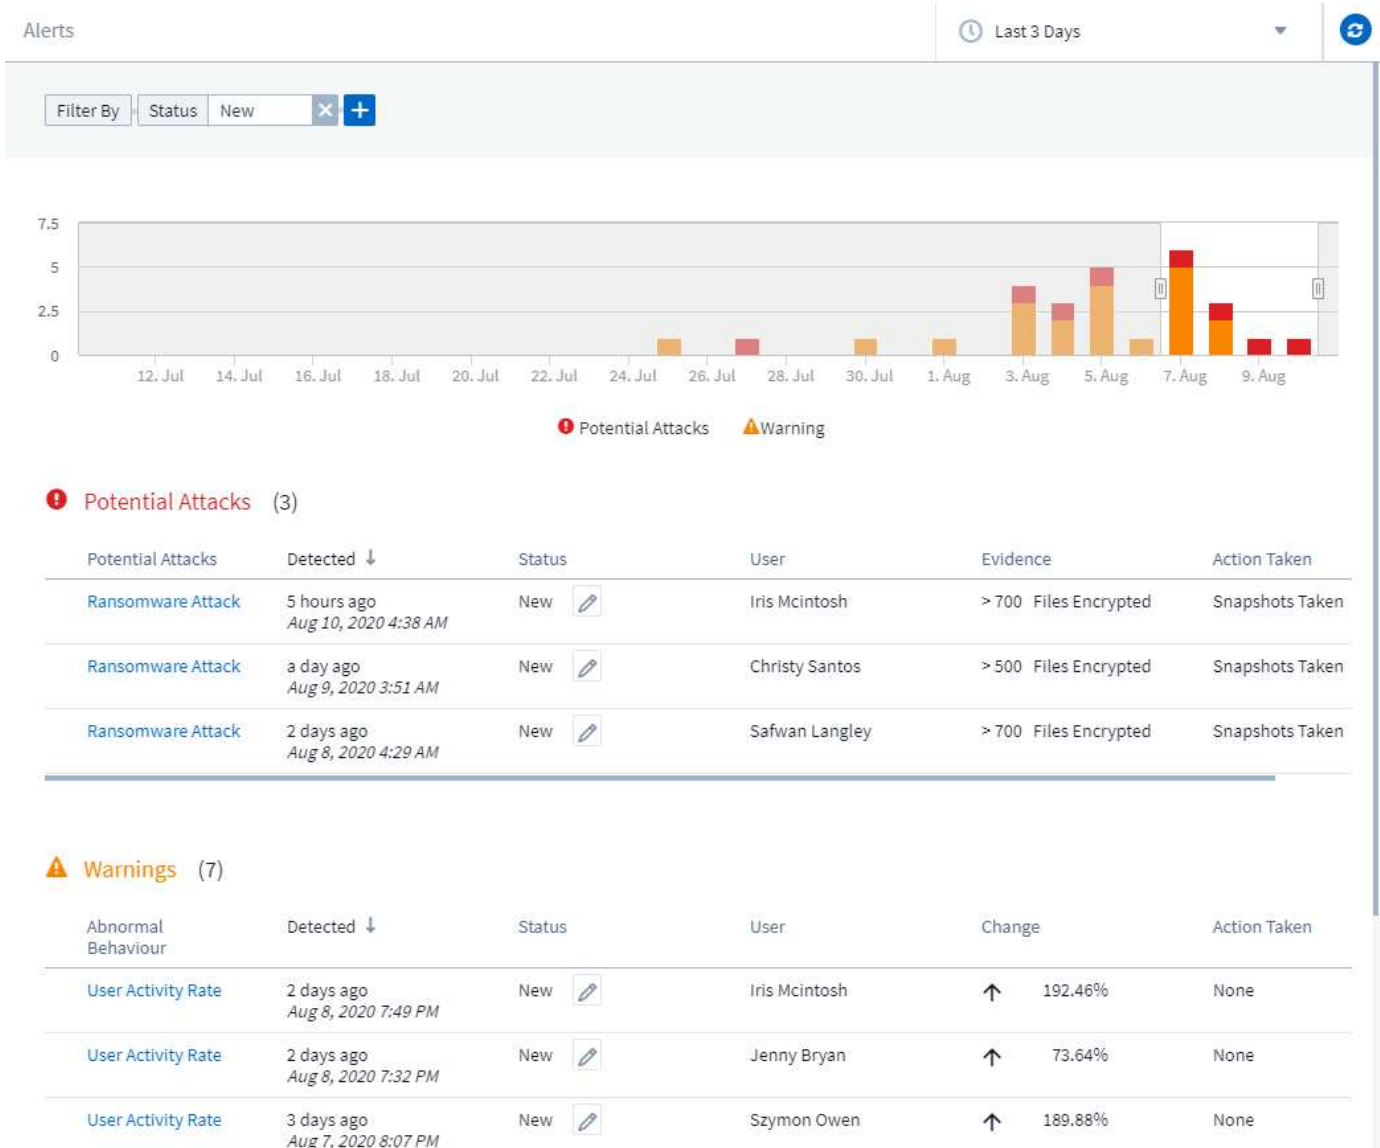 Alerts
Last 3 Days
Filter By Status New
7.5
5
2.5
0
12. Jul 14. Jul 16. Jul 18. Jul 20. Jul 22. Jul 24. Jul 26. Jul 28. Jul 30. Jul 1. Aug 3. Aug 5. Aug 7. Aug 9. Aug
Potential Attacks Warning
Potential Attacks (3)
Potential Attacks Detected ↓ Status User Evidence Action Taken
Ransomware Attack 5 hours ago New Iris Mcintosh > 700 Files Encrypted Snapshots Taken
Aug 10, 2020 4:38 AM
Ransomware Attack a day ago New Christy Santos > 500 Files Encrypted Snapshots Taken
Aug 9, 2020 3:51 AM
Ransomware Attack 2 days ago New Safwan Langley > 700 Files Encrypted Snapshots Taken
Aug 8, 2020 4:29 AM
Warnings (7)
Abnormal Detected ↓ Status User Change Action Taken
Behaviour
User Activity Rate 2 days ago New Iris Mcintosh ↑ 192.46% None
Aug 8, 2020 7:49 PM
User Activity Rate 2 days ago New Jenny Bryan ↑ 73.64% None
Aug 8, 2020 7:32 PM
User Activity Rate 3 days ago New Szymon Owen ↑ 189.88% None
Aug 7, 2020 8:07 PM